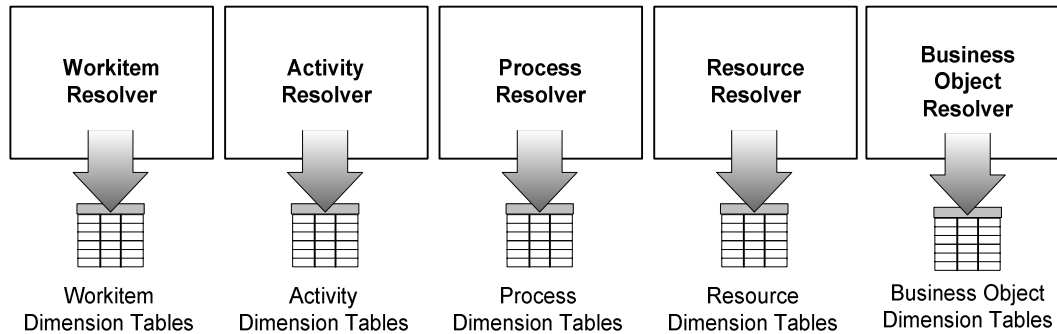 Workitem
Resolver
Activity
Resolver
Process
Resolver
Resource
Resolver
Business
Object
Resolver
Workitem
Dimension Tables
Activity
Dimension Tables
Process
Dimension Tables
Resource
Dimension Tables
Business Object
Dimension Tables